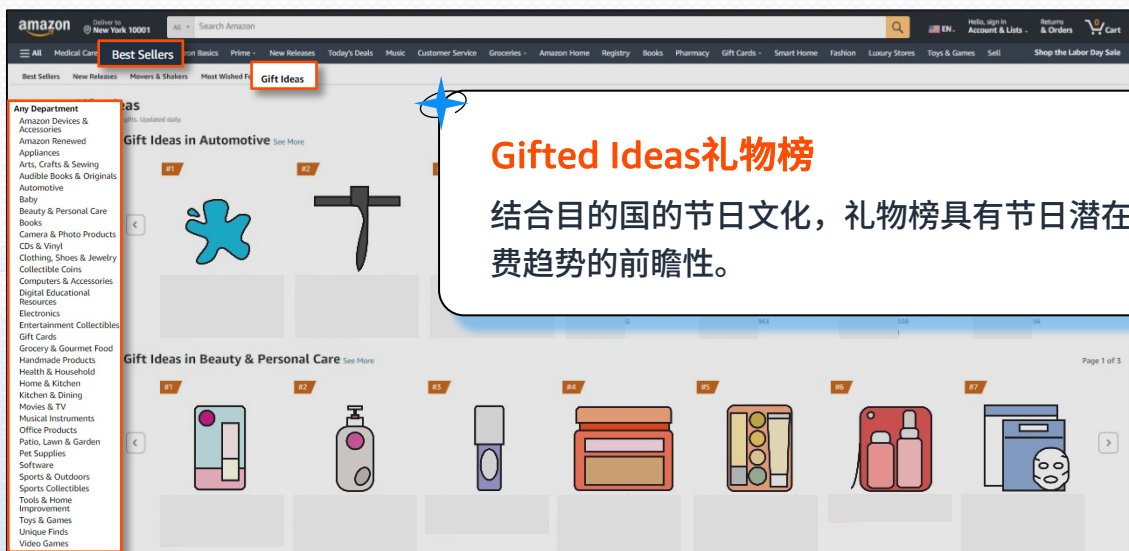 amazon
Deliver to
New York 10001
All
Search Amazon
EN
Hello, sign in
Account & Lists
Returns
& Orders
0
Cart
All
Medical Care
Best Sellers
on Basics
Prime
New Releases
Today's Deals
Music
Customer Service
Groceries
Amazon Home
Registry
Books
Pharmacy
Gift Cards
Smart Home
Fashion
Luxury Stores
Toys & Games
Sell
Shop the Labor Day Sale
Best Sellers
New Releases
Movers & Shakers
Most Wished F
Gift Ideas
Any Department
Amazon Devices &
Accessories
Amazon Renewed
Appliances
Arts, Crafts & Sewing
Audible Books & Originals
Automotive
Baby
Beauty & Personal Care
Books
Camera & Photo Products
CDs & Vinyl
Clothing, Shoes & Jewelry
Collectible Coins
Computers & Accessories
Digital Educational
Resources
Electronics
Entertainment Collectibles
Gift Cards
Grocery & Gourmet Food
Handmade Products
Health & Household
Home & Kitchen
Kitchen & Dining
Movies & TV
Musical Instruments
Office Products
Patio, Lawn & Garden
Pet Supplies
Software
Sports & Outdoors
Sports Collectibles
Tools & Home
Improvement
Toys & Games
Unique Finds
Video Games
eas
gifts. Updated daily.
Gift Ideas in Automotive See More
#1
#2
Gifted Ideas礼物榜
结合目的国的节日文化，礼物榜具有节日潜在
费趋势的前瞻性。
Gift Ideas in Beauty & Personal Care See More
Page 1 of 3
#1
#2
#3
#4
#5
#6
#7